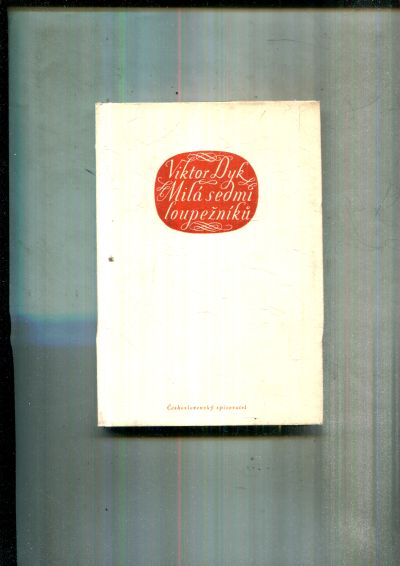 Viktor Dyk
Milá sedmi
loupežníků
Československý spisovatel